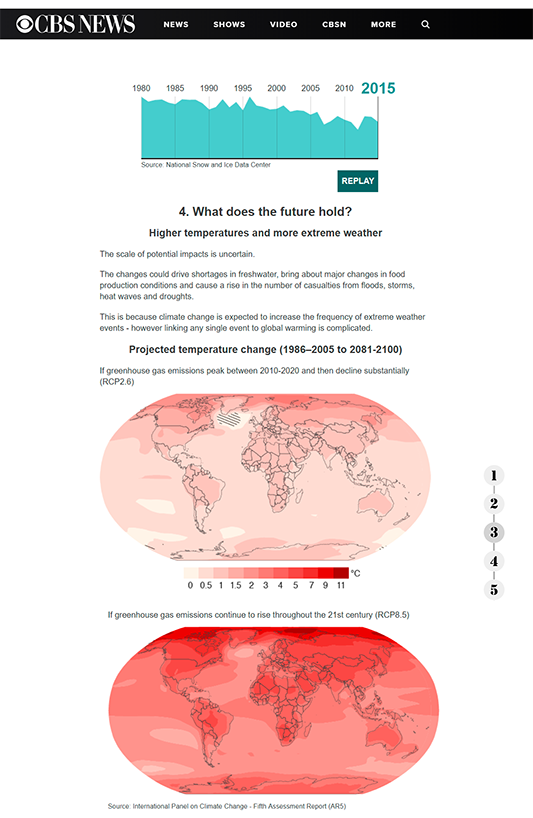 CBS NEWS NEWS SHOWS VIDEO CBSN MORE
1980 1985 1990 1995 2000 2005 2010 2015
Source: National Snow and Ice Data Center
REPLAY
4. What does the future hold?
Higher temperatures and more extreme weather
The scale of potential impacts is uncertain.
The changes could drive shortages in freshwater, bring about major changes in food
production conditions and cause a rise in the number of casualties from floods, storms,
heat waves and droughts.
This is because climate change is expected to increase the frequency of extreme weather
events - however linking any single event to global warming is complicated.
Projected temperature change (1986–2005 to 2081-2100)
If greenhouse gas emissions peak between 2010-2020 and then decline substantially
(RCP2.6)
°C
0 0.5 1 1.5 2 3 4 5 7 9 11
1
2
3
4
5
If greenhouse gas emissions continue to rise throughout the 21st century (RCP8.5)
Source: International Panel on Climate Change - Fifth Assessment Report (AR5)